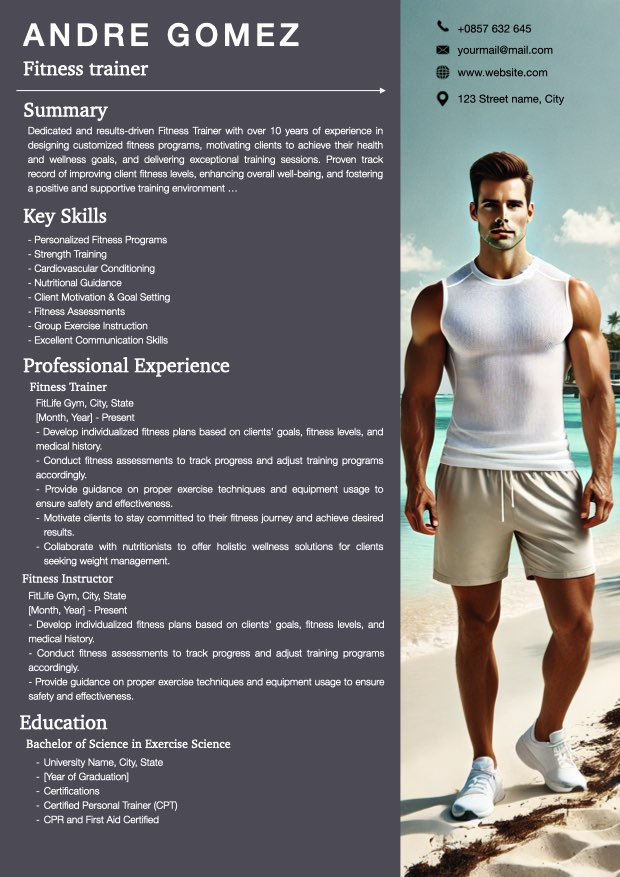 ANDRE GOMEZ
Fitness trainer
+0857 632 645
yourmail@mail.com
www.website.com
123 Street name, City
Summary
Dedicated and results-driven Fitness Trainer with over 10 years of experience in
designing customized fitness programs, motivating clients to achieve their health
and wellness goals, and delivering exceptional training sessions. Proven track
record of improving client fitness levels, enhancing overall well-being, and fostering
a positive and supportive training environment ...
Key Skills
- Personalized Fitness Programs
- Strength Training
- Cardiovascular Conditioning
- Nutritional Guidance
- Client Motivation & Goal Setting
- Fitness Assessments
- Group Exercise Instruction
- Excellent Communication Skills
Professional Experience
Fitness Trainer
FitLife Gym, City, State
[Month, Year] - Present
- Develop individualized fitness plans based on clients' goals, fitness levels, and
medical history.
- Conduct fitness assessments to track progress and adjust training programs
accordingly.
- Provide guidance on proper exercise techniques and equipment usage to
ensure safety and effectiveness.
- Motivate clients to stay committed to their fitness journey and achieve desired
results.
- Collaborate with nutritionists to offer holistic wellness solutions for clients
seeking weight management.
Fitness Instructor
FitLife Gym, City, State
[Month, Year] - Present
- Develop individualized fitness plans based on clients' goals, fitness levels, and
medical history.
- Conduct fitness assessments to track progress and adjust training programs
accordingly.
- Provide guidance on proper exercise techniques and equipment usage to ensure
safety and effectiveness.
Education
Bachelor of Science in Exercise Science
- University Name, City, State
- [Year of Graduation]
- Certifications
- Certified Personal Trainer (CPT)
- CPR and First Aid Certified